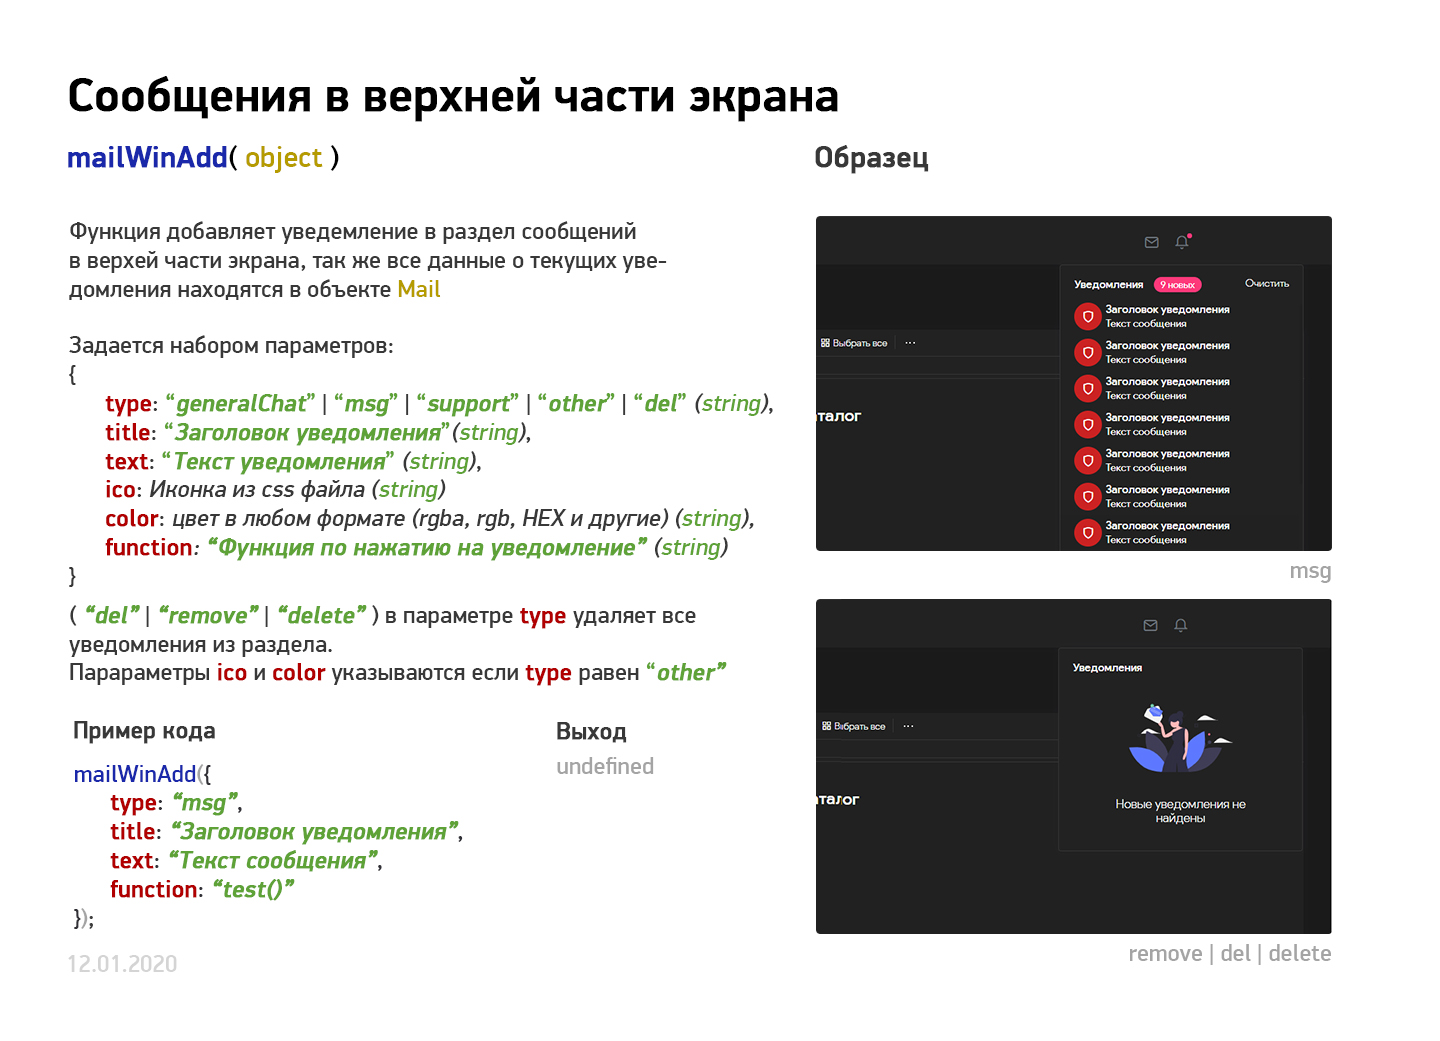 Сообщения в верхней части экрана
mailWinAdd( object )
Функция добавляет уведемление в раздел сообщений
в верхей части экрана, так же все данные о текущих уве-
домления находятся в объекте Mail
Задается набором параметров:
{
type: “generalChat” | “msg” | “support” | “other” | “del” (string),
title: “Заголовок уведомления”(string),
text: “Текст уведомления” (string),
ico: Иконка из css файла (string)
color: цвет в любом формате (rgba, rgb, HEX и другие) (string),
function: “Функция по нажатию на уведомление” (string)
}
( “del” | “remove” | “delete” ) в параметре type удаляет все
уведомления из раздела.
Парараметры ico и color указываются если type равен “other”
Пример кода
mailWinAdd({
type: “msg”,
title: “Заголовок уведомления”,
text: “Текст сообщения”,
function: “test()”
});
Выход
undefined
12.01.2020
Образец
Уведомления 9 новых Очистить
Заголовок уведомления
Текст сообщения
Заголовок уведомления
Текст сообщения
Выбрать все ...
Заголовок уведомления
Текст сообщения
Заголовок уведомления
Текст сообщения
аталог
Заголовок уведомления
Текст сообщения
Заголовок уведомления
Текст сообщения
Заголовок уведомления
Текст сообщения
msg
Уведомления
Выбрать все ...
аталог
Новые уведомления не
найдены
remove | del | delete